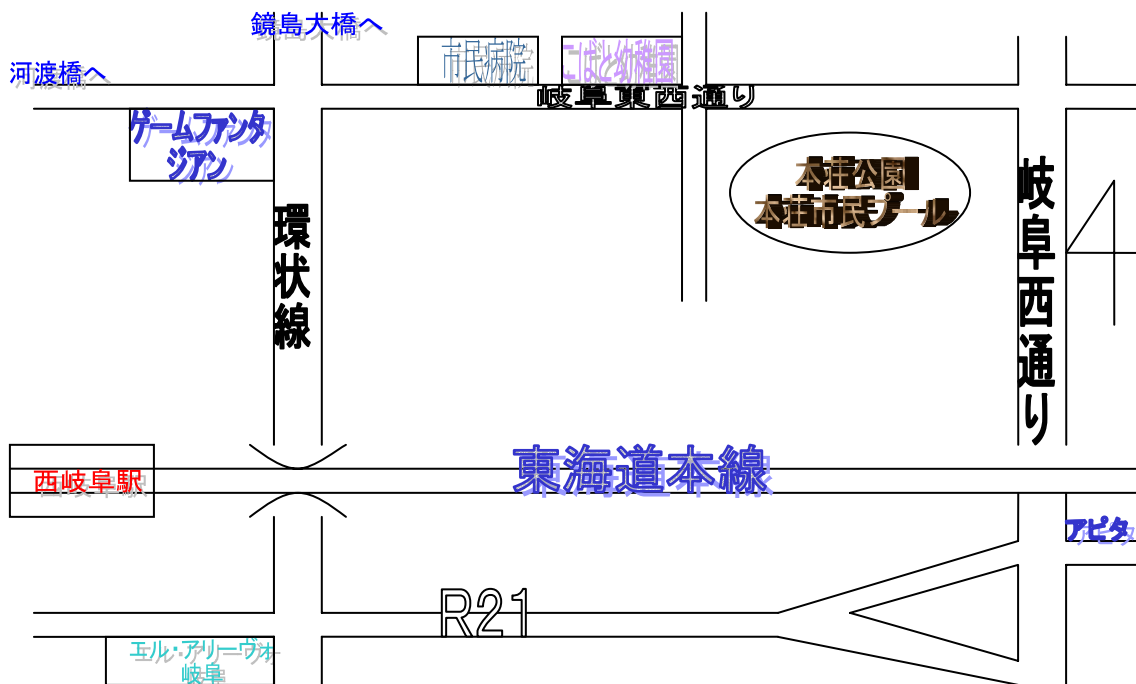 鏡島大橋へ
河渡橋へ
市民病院
こばと幼稚園
岐阜東西通り
ゲームファンタ
ジアン
本荘公園
本荘市民プール
環状線
岐阜西通り
西岐阜駅
東海道本線
アピタ
R21
エル・アリーヴォ
岐阜